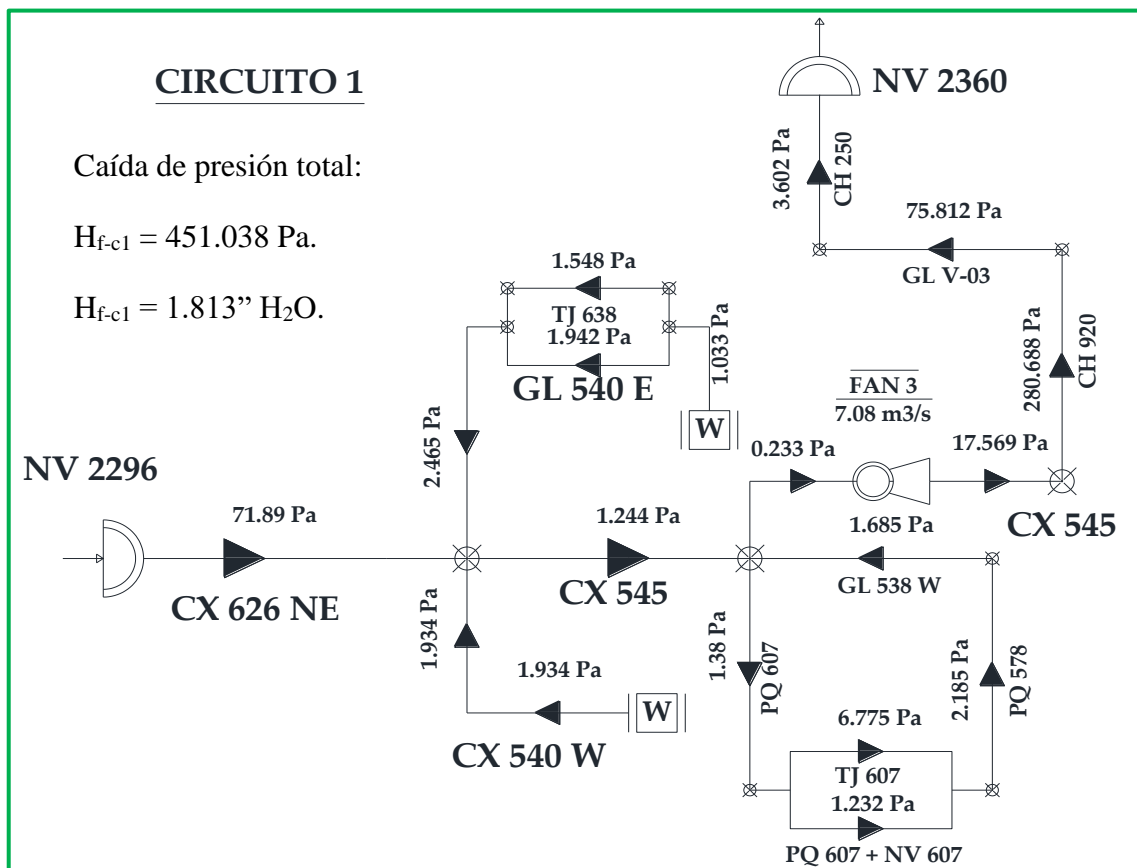 CIRCUITO 1
Caída de presión total:
Hf-c1 = 451.038 Pa.
Hf-c1 = 1.813” H2O.
NV 2360
3.602 Pa
CH 250
75.812 Pa
GL V-03
280.688 Pa
CH 920
1.548 Pa
TJ 638
1.942 Pa
GL 540 E
1.033 Pa
W
2.465 Pa
FAN 3
7.08 m3/s
0.233 Pa
17.569 Pa
CX 545
NV 2296
71.89 Pa
CX 626 NE
1.244 Pa
CX 545
1.685 Pa
GL 538 W
1.934 Pa
1.934 Pa
W
CX 540 W
1.38 Pa
PQ 607
2.185 Pa
PQ 578
6.775 Pa
TJ 607
1.232 Pa
PQ 607 + NV 607